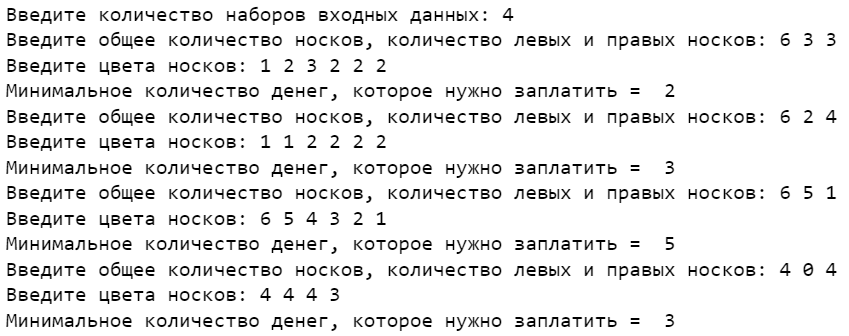 Введите количество наборов входных данных: 4
Введите общее количество носков, количество левых и правых носков: 6 3 3
Введите цвета носков: 1 2 3 2 2 2
Минимальное количество денег, которое нужно заплатить =  2
Введите общее количество носков, количество левых и правых носков: 6 2 4
Введите цвета носков: 1 1 2 2 2 2
Минимальное количество денег, которое нужно заплатить =  3
Введите общее количество носков, количество левых и правых носков: 6 5 1
Введите цвета носков: 6 5 4 3 2 1
Минимальное количество денег, которое нужно заплатить =  5
Введите общее количество носков, количество левых и правых носков: 4 0 4
Введите цвета носков: 4 4 4 3
Минимальное количество денег, которое нужно заплатить =  3